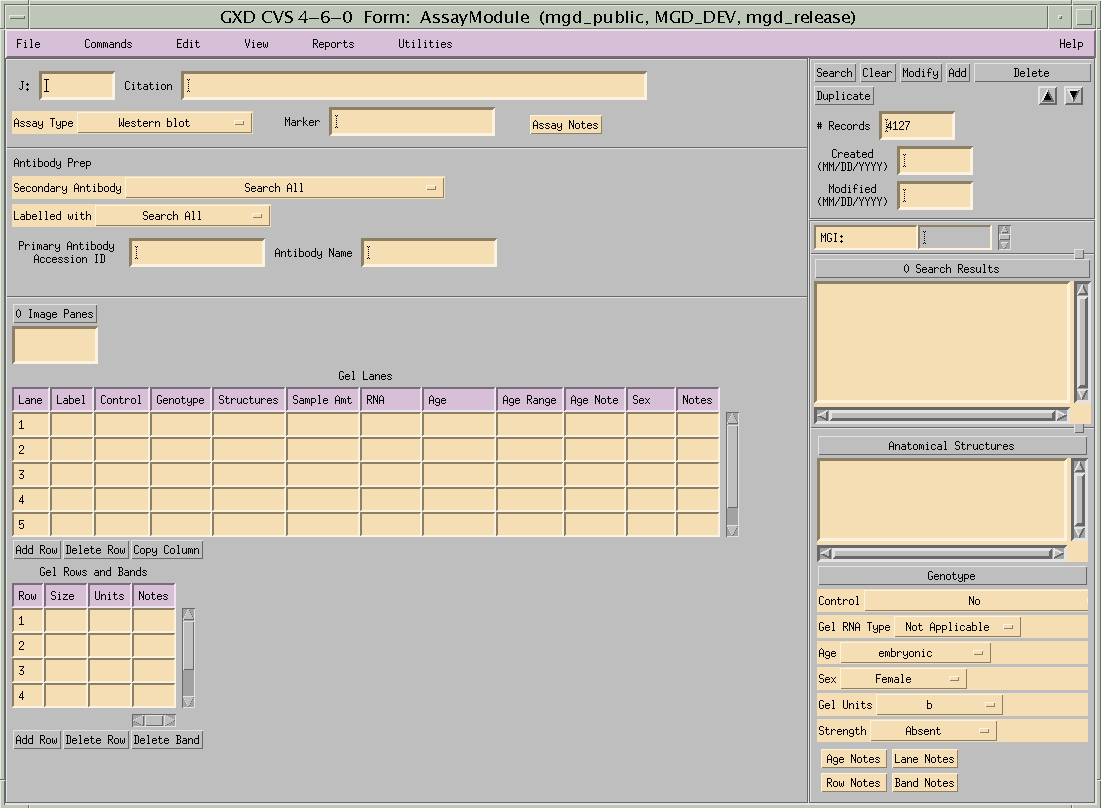 GXD CVS 4-6-0 Form: AssayModule (mgd_public, MGD_DEV, mgd_release)
File Commands Edit View Reports Utilities Help
J: Citation
Assay Type Western blot Marker Assay Notes
Antibody Prep
Secondary Antibody Search All
Labelled with Search All
Primary Antibody
Accession ID Antibody Name
0 Image Panes
Gel Lanes
Lane Label Control Genotype Structures Sample Amt RNA Age Age Range Age Note Sex Notes
1
2
3
4
5
Add Row Delete Row Copy Column
Gel Rows and Bands
Row Size Units Notes
1
2
3
4
Add Row Delete Row Delete Band
Search Clear Modify Add Delete
Duplicate
# Records 4127
Created
(MM/DD/YYYY)
Modified
(MM/DD/YYYY)
MGI:
0 Search Results
Anatomical Structures
Genotype
Control No
Gel RNA Type Not Applicable
Age embryonic
Sex Female
Gel Units b
Strength Absent
Age Notes Lane Notes
Row Notes Band Notes